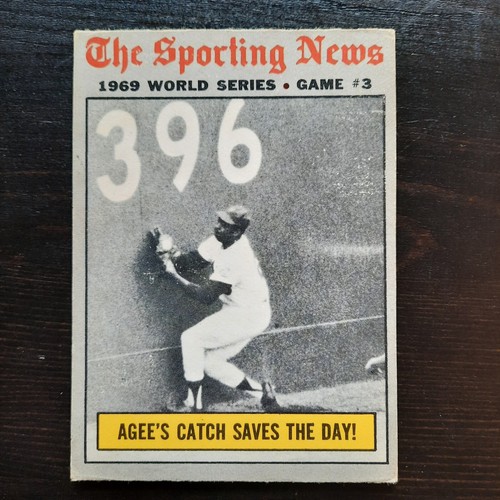 The Sporting News
1969 WORLD SERIES • GAME #3
396
AGEE'S CATCH SAVES THE DAY!